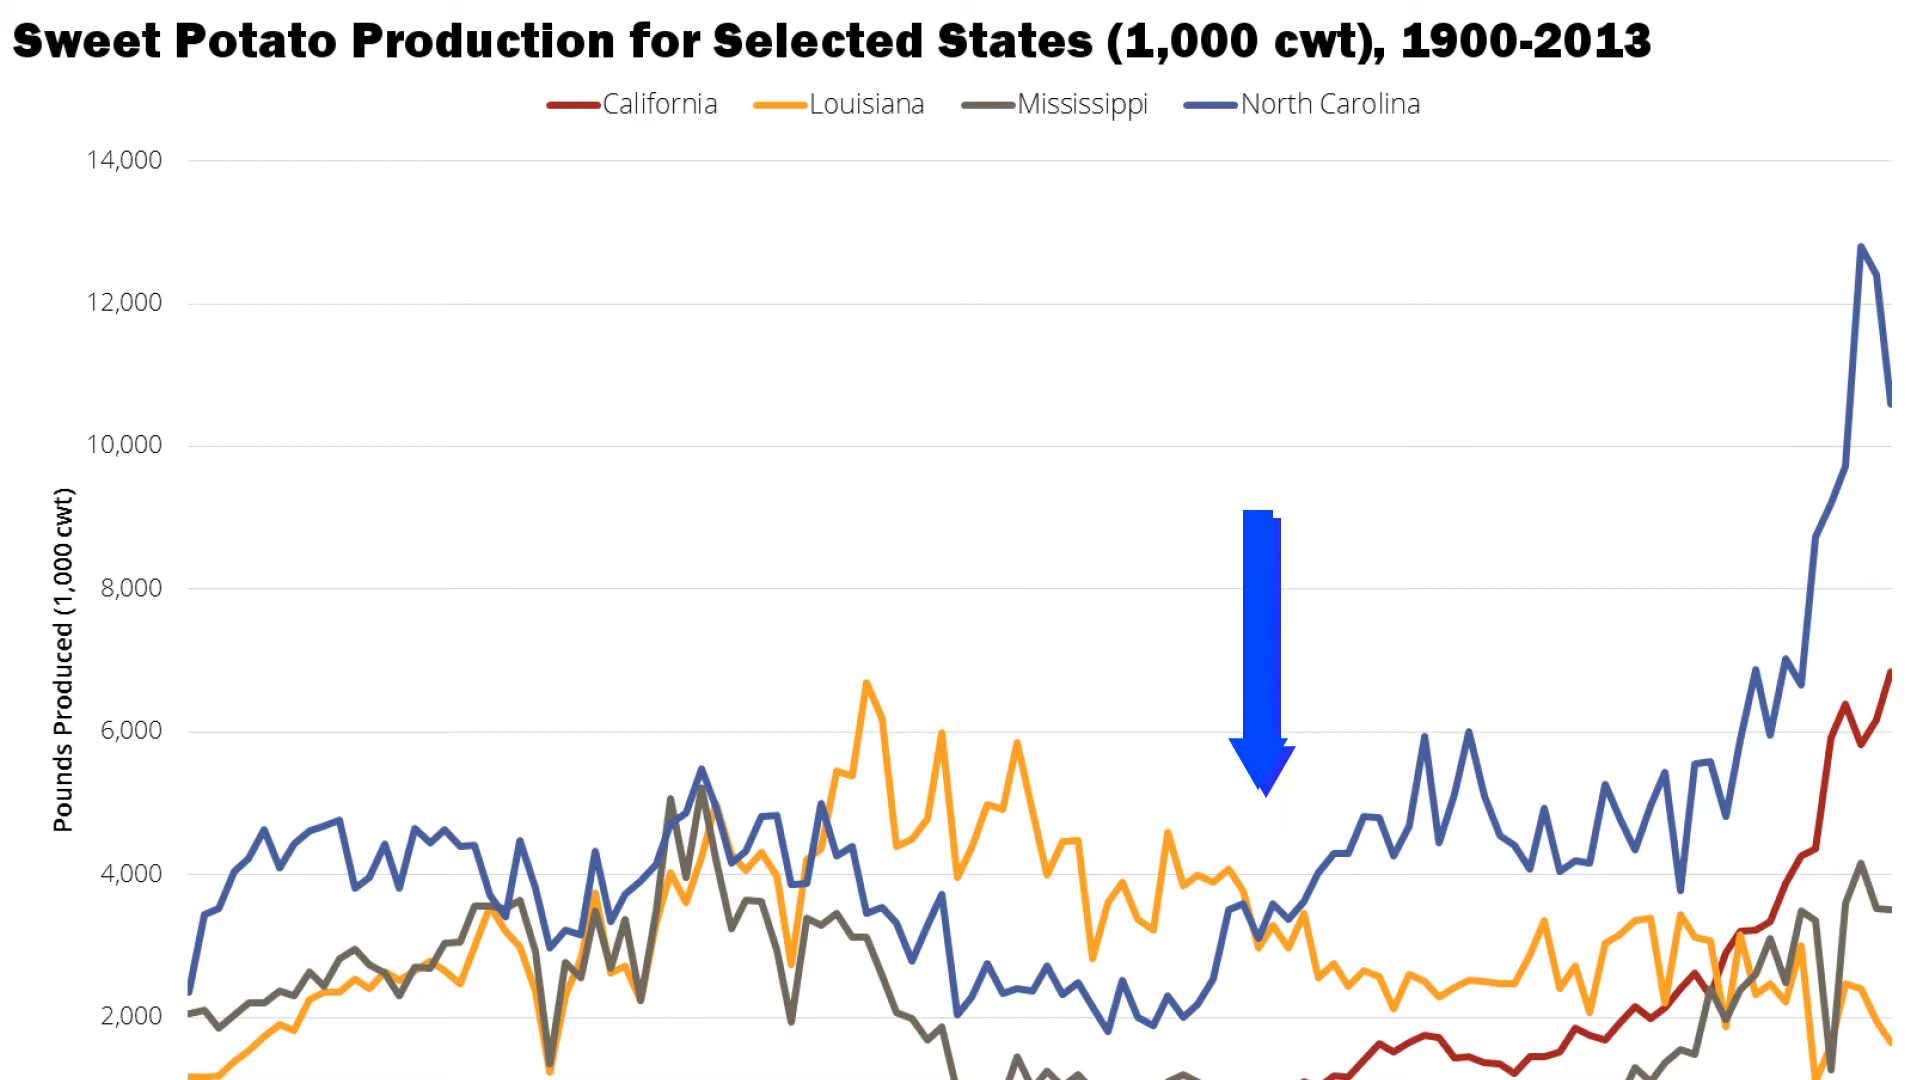 Sweet Potato Production for Selected States (1,000 cwt), 1900-2013
California Louisiana Mississippi North Carolina
14,000
12,000
10,000
8,000
6,000
4,000
2,000
Pounds Produced (1,000 cwt)